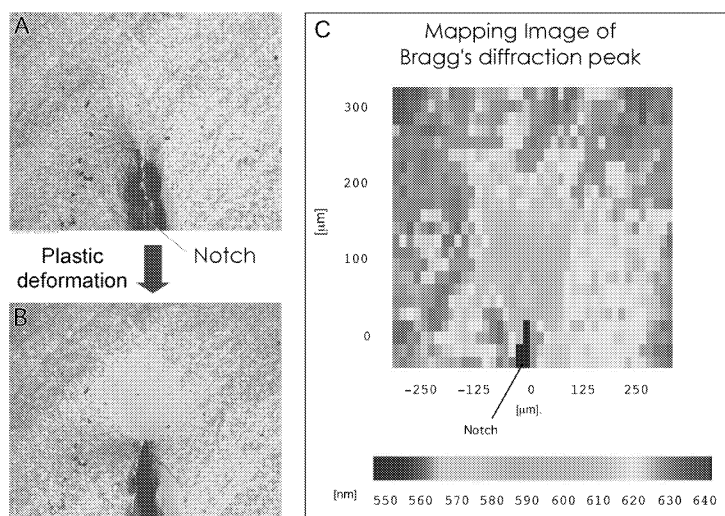 A
Plastic
deformation
Notch
B
C
Mapping Image of
Bragg's diffraction peak
300
200
100
0
[μm]
-250 -125 0 125 250
[μm].
Notch
[nm] 550 560 570 580 590 600 610 620 630 640